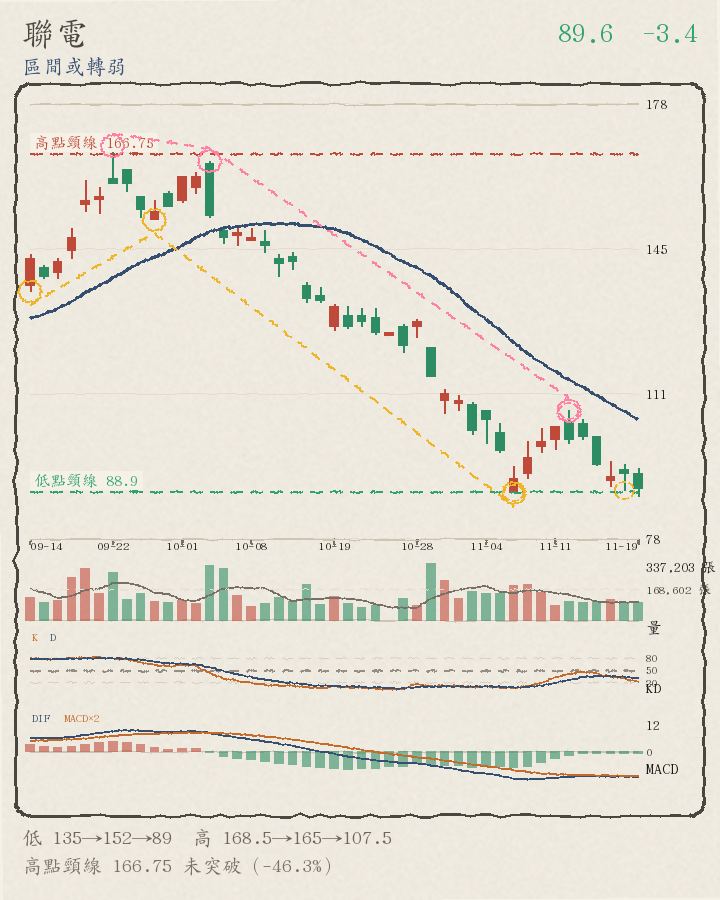 聯電 89.6 -3.4
區間或轉弱
178
高點頸線 166.75
145
111
低點頸線 88.9
78
09-14 09-22 10-01 10-08 10-19 10-28 11-04 11-11 11-19
337,203 張
168,602 張
量
K D
80
50
20
KD
DIF MACD×2
12
0
MACD
低 135→152→89 高 168.5→165→107.5
高點頸線 166.75 未突破 (-46.3%)